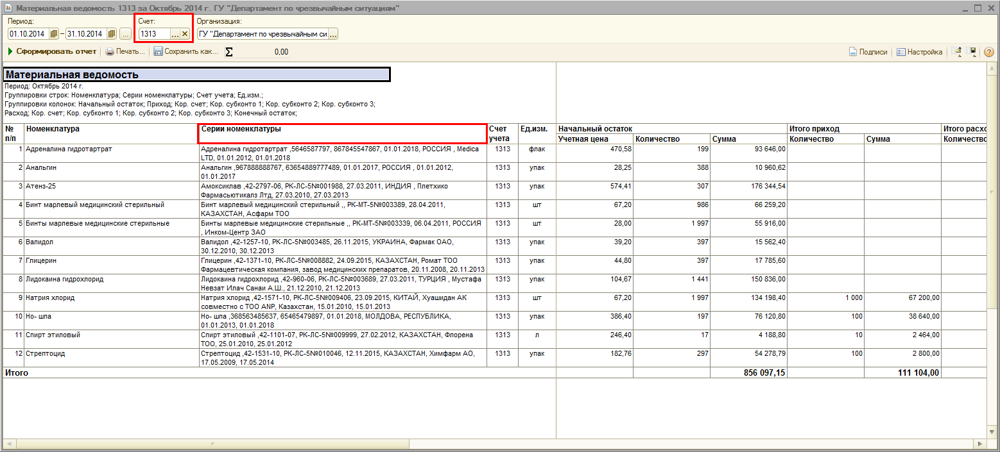 Материальная ведомость 1313 за Октябрь 2014 г. ГУ "Департамент по чрезвычайным ситуациям"
Период: Счет: Организация:
01.10.2014 – 31.10.2014 ... 1313 ... ГУ "Департамент по чрезвычайным си ...
Сформировать отчет Печать... Сохранить как... Σ 0,00 Подписи Настройка ?
Материальная ведомость
Период: Октябрь 2014 г.
Группировки строк: Номенклатура; Серии номенклатуры; Счет учета; Ед.изм.;
Группировки колонок: Начальный остаток; Приход; Кор. счет; Кор. субконто 1; Кор. субконто 2; Кор. субконто 3;
Расход; Кор. счет; Кор. субконто 1; Кор. субконто 2; Кор. субконто 3; Конечный остаток;
№ Номенклатура Серии номенклатуры Счет Ед.изм. Начальный остаток Итого приход Итого расхо
п/п учета Учетная цена Количество Сумма Количество Сумма Количество
1 Адреналина гидротартрат Адреналина гидротартрат ,5646587797, 867845547867, 01.01.2018, РОССИЯ , Medica 1313 флак 470,58 199 93 646,00
LTD, 01.01.2012, 01.01.2018
2 Анальгин Анальгин ,967888888767, 63654889777489, 01.01.2017, РОССИЯ , 01.01.2012, 1313 упак 28,25 388 10 960,62
01.01.2017
3 Атенз-25 Амоксиклав ,42-2797-06, РК-ЛС-5№001988, 27.03.2011, ИНДИЯ , Плетхико 1313 упак 574,41 307 176 344,54
Фармасьютикалз Лтд, 27.03.2010, 27.03.2013
4 Бинт марлевый медицинский стерильный Бинт марлевый медицинский стерильный ,, РК-МТ-5№003389, 28.04.2011, 1313 шт 67,20 986 66 259,20
КАЗАХСТАН, Асфарм ТОО
5 Бинты марлевые медицинские стерильные Бинты марлевые медицинские стерильные ,, РК-МТ-5№003339, 06.04.2011, РОССИЯ 1313 шт 28,00 1 997 55 916,00
, Инком-Центр ЗАО
6 Валидол Валидол ,42-1257-10, РК-ЛС-5№003485, 26.11.2015, УКРАИНА, Фармак ОАО, 1313 упак 39,20 397 15 562,40
30.12.2010, 30.12.2013
7 Глицерин Глицерин ,42-1371-10, РК-ЛС-5№008882, 24.09.2015, КАЗАХСТАН, Ромат ТОО 1313 упак 44,80 397 17 785,60
Фармацевтическая компания, завод медицинских препаратов, 20.11.2008, 20.11.2013
8 Лидокаина гидрохлорид Лидокаина гидрохлорид ,42-960-06, РК-ЛС-5№003689, 27.03.2011, ТУРЦИЯ , Мустафа 1313 упак 104,67 1 441 150 836,00
Невзат Илач Санаи А.Ш., 21.12.2010, 21.12.2013
9 Натрия хлорид Натрия хлорид ,42-1571-10, РК-ЛС-5№009406, 23.09.2015, КИТАЙ, Хуашидан АК 1313 шт 67,20 1 997 134 198,40 1 000 67 200,00
совместно с ТОО ANP, Казахстан, 15.01.2010, 15.01.2013
10 Но- шпа Но- шпа ,368563485637, 65465479897, 01.01.2018, МОЛДОВА, РЕСПУБЛИКА, 1313 упак 386,40 197 76 120,80 100 38 640,00
01.01.2013, 01.01.2018
11 Спирт этиловый Спирт этиловый ,42-1101-07, РК-ЛС-5№009999, 27.02.2012, КАЗАХСТАН, Флорена 1313 л 246,40 17 4 188,80 10 2 464,00
ТОО, 25.01.2010, 25.01.2012
12 Стрептоцид Стрептоцид ,42-1531-10, РК-ЛС-5№010046, 12.11.2015, КАЗАХСТАН, Химфарм АО, 1313 упак 182,76 297 54 278,79 100 2 800,00
17.05.2009, 17.05.2014
Итого 856 097,15 111 104,00